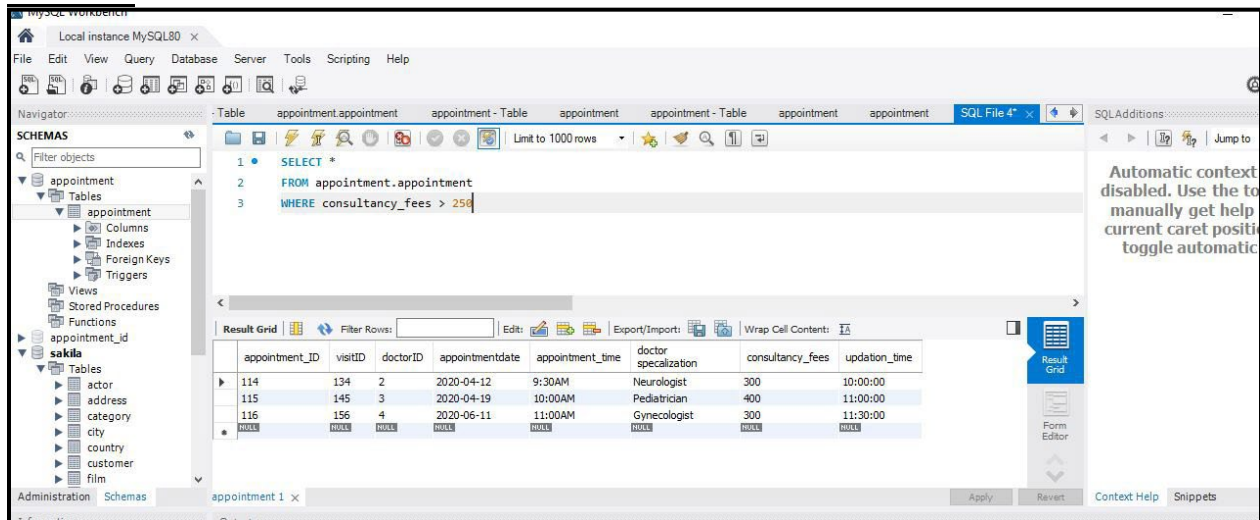 MySQL Workbench
Local instance MySQL80 ×
File Edit View Query Database Server Tools Scripting Help
Navigator
- Table appointment.appointment appointment - Table appointment appointment - Table appointment appointment SQL File 4* × SQLAdditions
SCHEMAS
Limit to 1000 rows
Jump to
Filter objects
1 SELECT *
2 FROM appointment.appointment
3 WHERE consultancy_fees > 250
appointment
Tables
appointment
Columns
Indexes
Foreign Keys
Triggers
Views
Stored Procedures
Functions
appointment_id
sakila
Tables
actor
address
category
city
country
customer
film
Administration Schemas
Automatic context
disabled. Use the to
manually get help
current caret positi
toggle automatic
Result Grid Filter Rows: Edit: Export/Import: Wrap Cell Content:
appointment_ID visitID doctorID appointmentdate appointment_time doctor specalization consultancy_fees updation_time
114 134 2 2020-04-12 9:30AM Neurologist 300 10:00:00
115 145 3 2020-04-19 10:00AM Pediatrician 400 11:00:00
116 156 4 2020-06-11 11:00AM Gynecologist 300 11:30:00
NULL NULL NULL NULL NULL NULL NULL NULL
Result
Grid
Form
Editor
appointment 1 ×
Apply Revert
Context Help Snippets